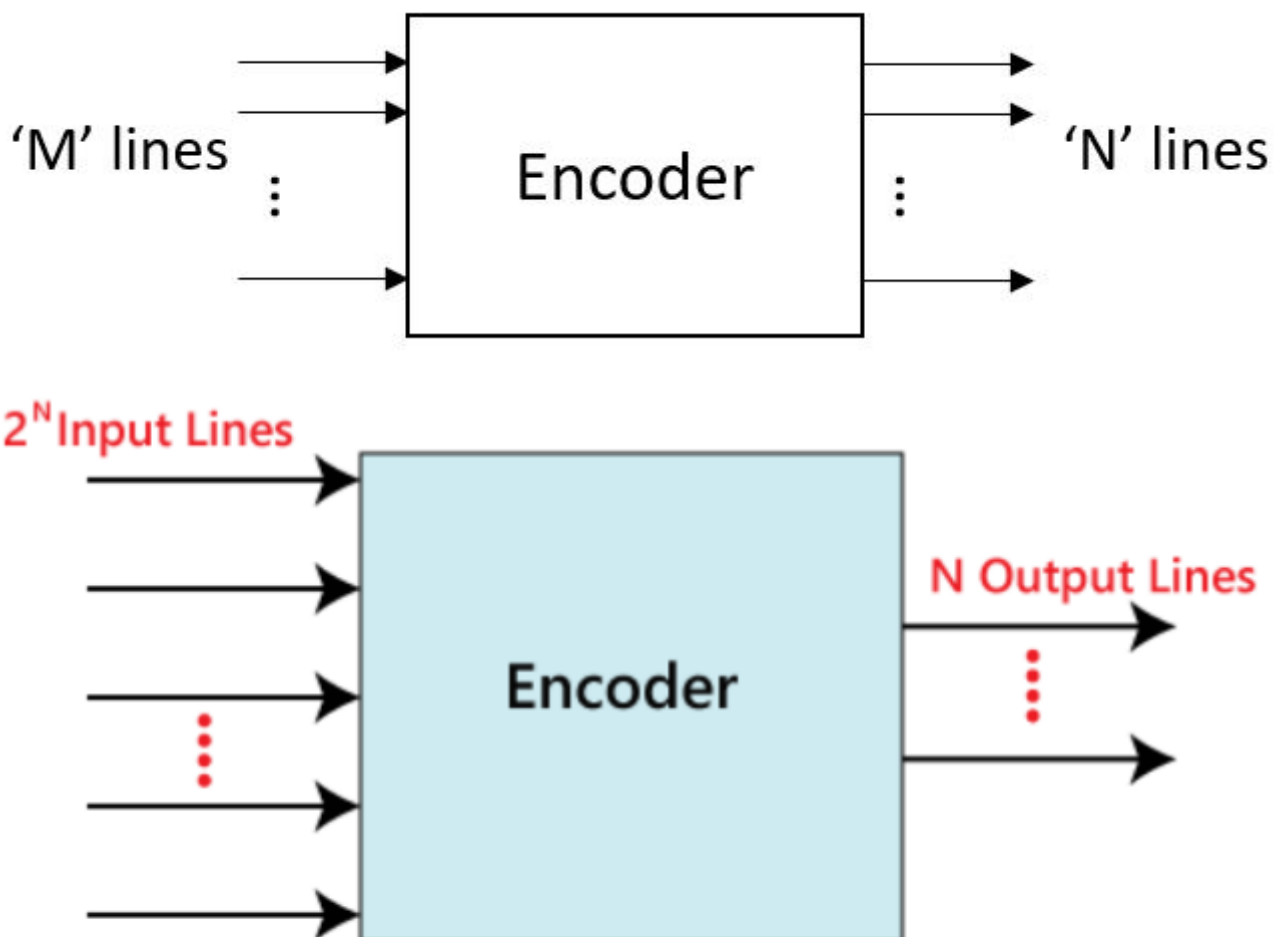 ‘M’ lines
Encoder
‘N’ lines
2ᴺ Input Lines
N Output Lines
Encoder